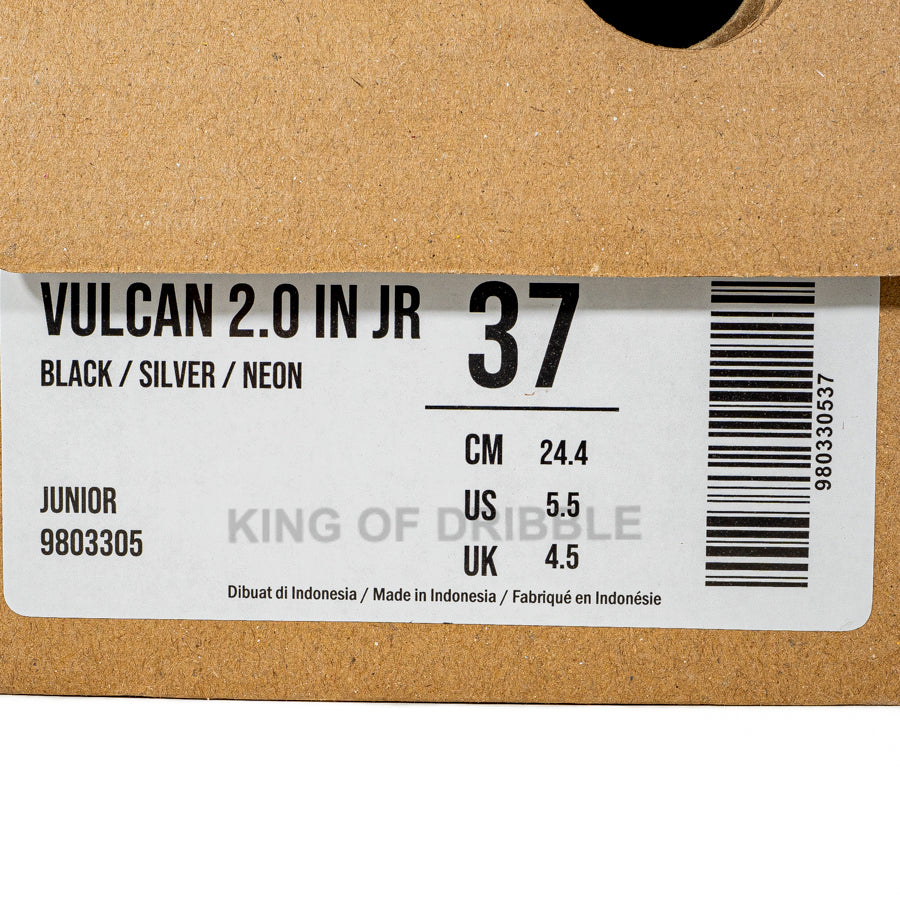 VULCAN 2.0 IN JR
BLACK / SILVER / NEON
37
CM 24.4
US 5.5
UK 4.5
JUNIOR
9803305
KING OF DRIBBLE
Dibuat di Indonesia / Made in Indonesia / Fabriqué en Indonésie
980330537